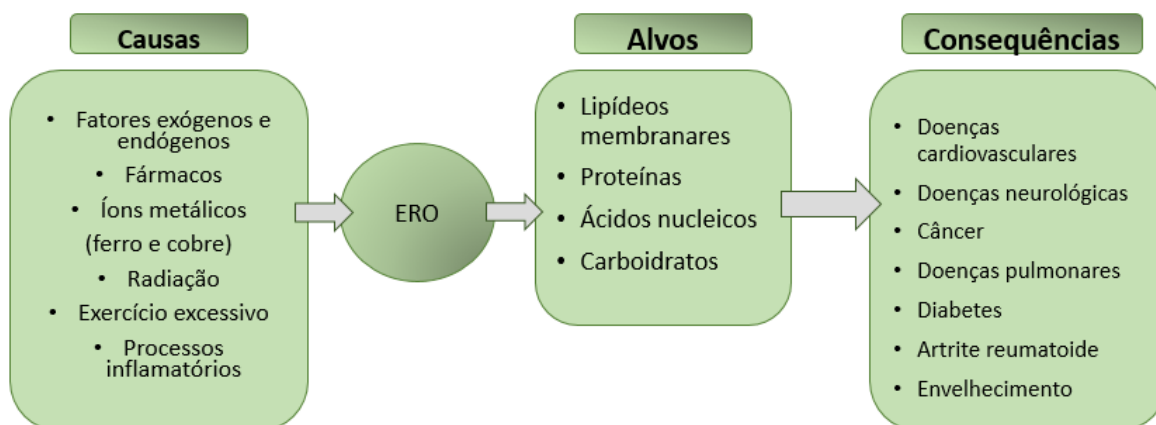 Causas
• Fatores exógenos e
endógenos
• Fármacos
• Íons metálicos
(ferro e cobre)
• Radiação
• Exercício excessivo
• Processos
inflamatórios
ERO
Alvos
• Lipídeos
membranares
• Proteínas
• Ácidos nucleicos
• Carboidratos
Consequências
• Doenças
cardiovasculares
• Doenças neurológicas
• Câncer
• Doenças pulmonares
• Diabetes
• Artrite reumatoide
• Envelhecimento